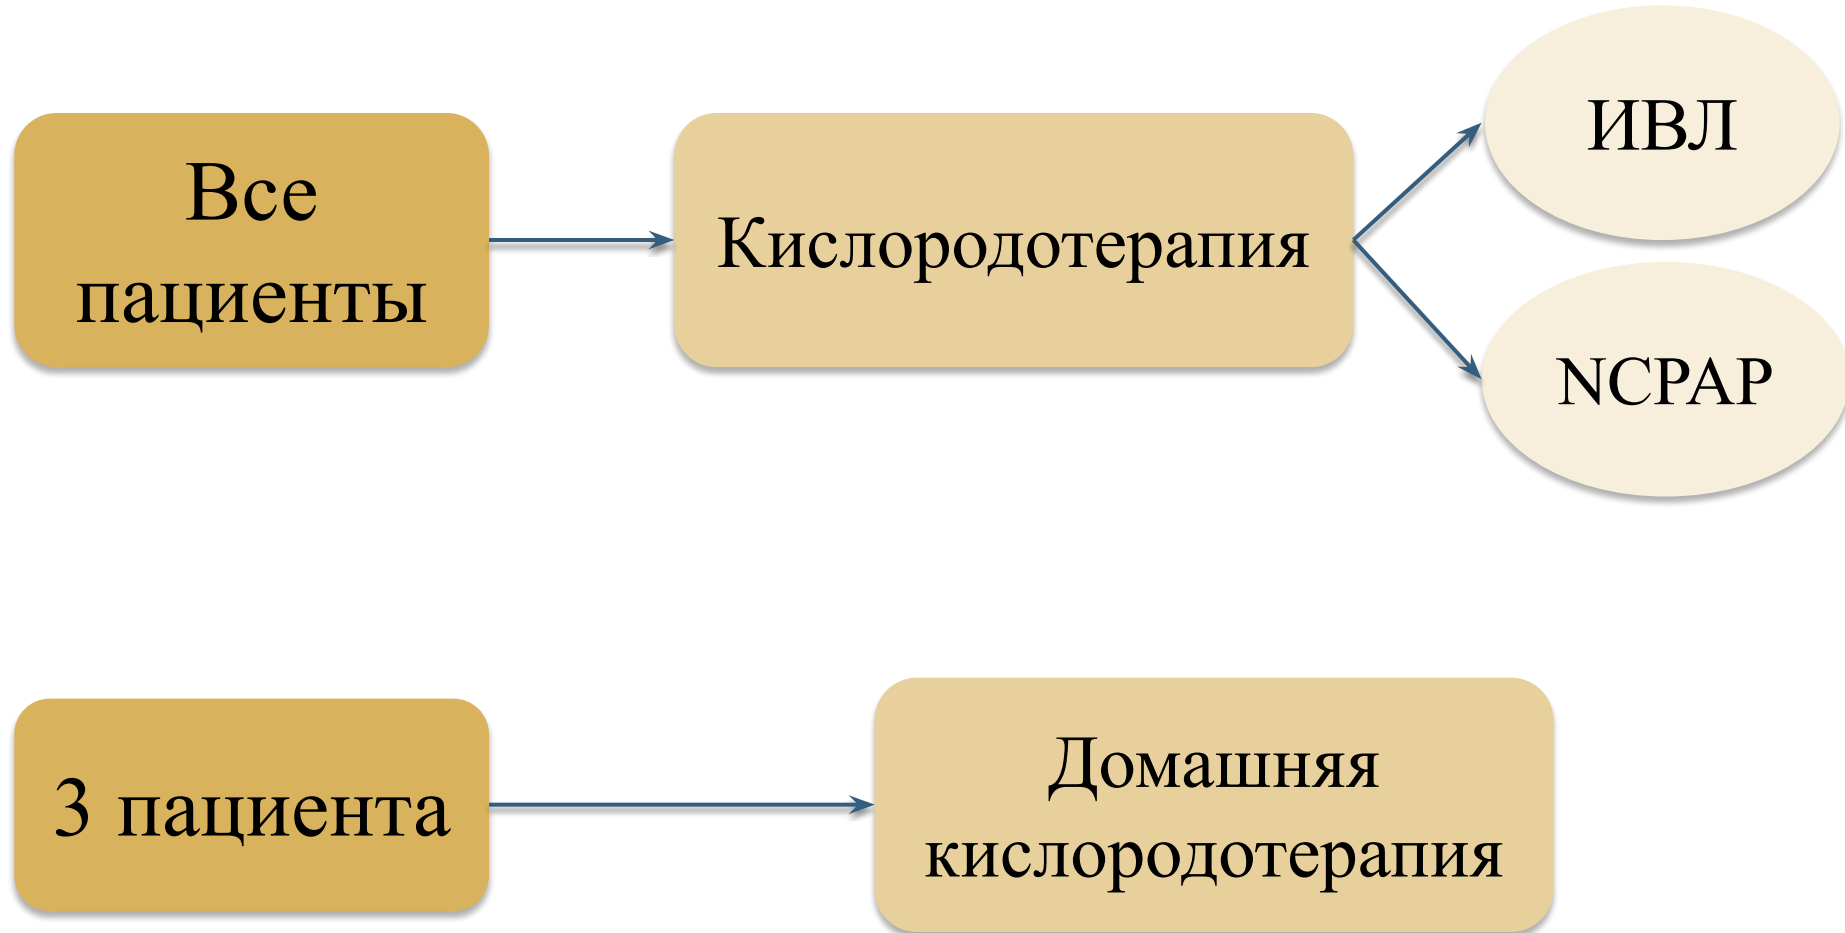 Все
пациенты
Кислородотерапия
ИВЛ
NCPAP
3 пациента
Домашняя
кислородотерапия